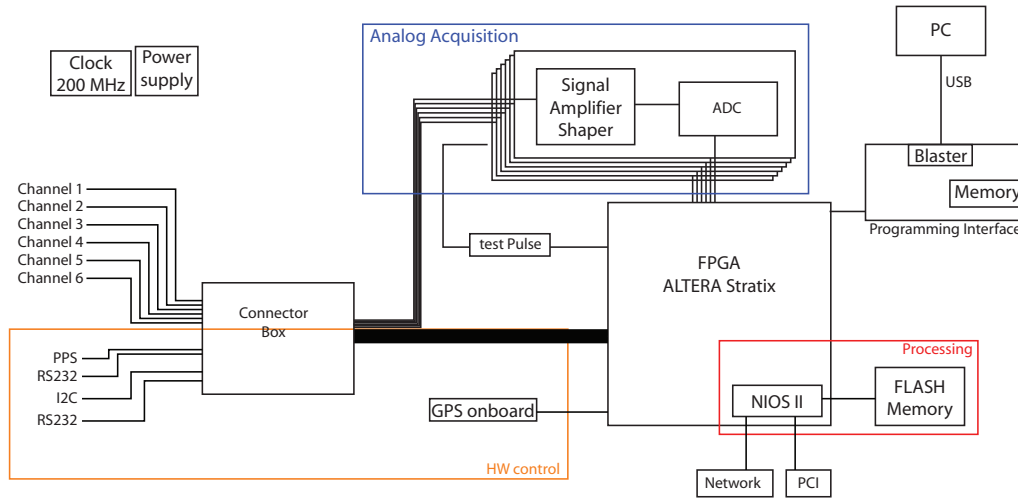 Analog Acquisition
PC
Clock
200 MHz
Power
supply
Signal
Amplifier
Shaper
ADC
USB
Blaster
Memory
Programming Interface
Channel 1
Channel 2
Channel 3
Channel 4
Channel 5
Channel 6
test Pulse
FPGA
ALTERA Stratix
Connector
Box
PPS
RS232
I2C
RS232
Processing
NIOS II
FLASH
Memory
GPS onboard
HW control
Network
PCI